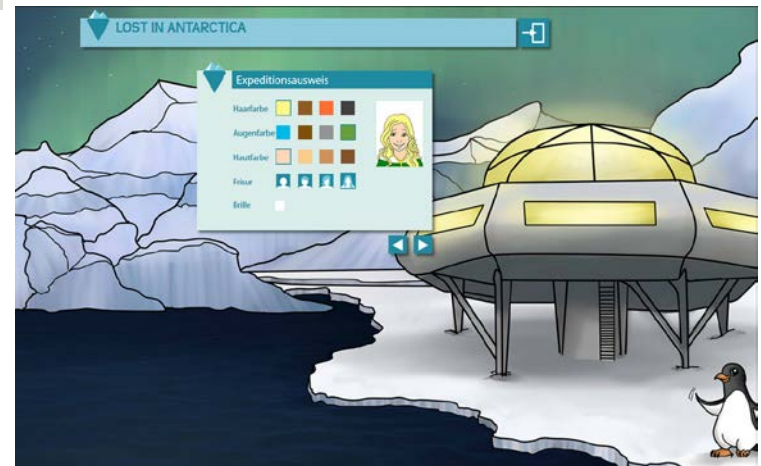 LOST IN ANTARCTICA
Expeditionsausweis
Haarfarbe
Augenfarbe
Hautfarbe
Frisur
Brille